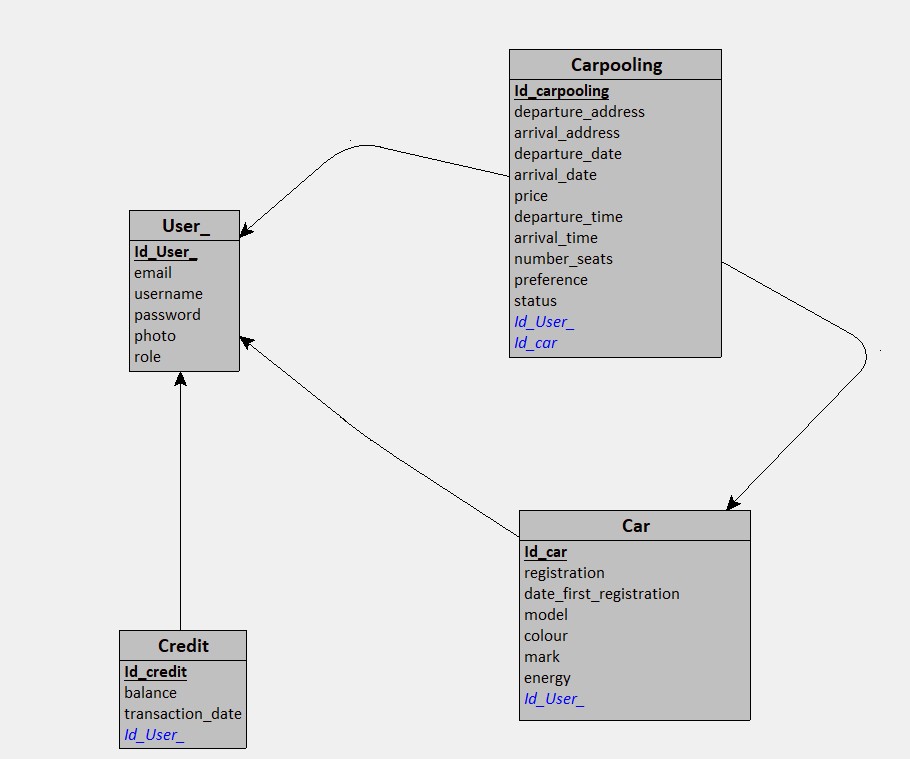 Carpooling
Id_carpooling
departure_address
arrival_address
departure_date
arrival_date
price
departure_time
arrival_time
number_seats
preference
status
Id_User_
Id_car
User_
Id_User_
email
username
password
photo
role
Car
Id_car
registration
date_first_registration
model
colour
mark
energy
Id_User_
Credit
Id_credit
balance
transaction_date
Id_User_